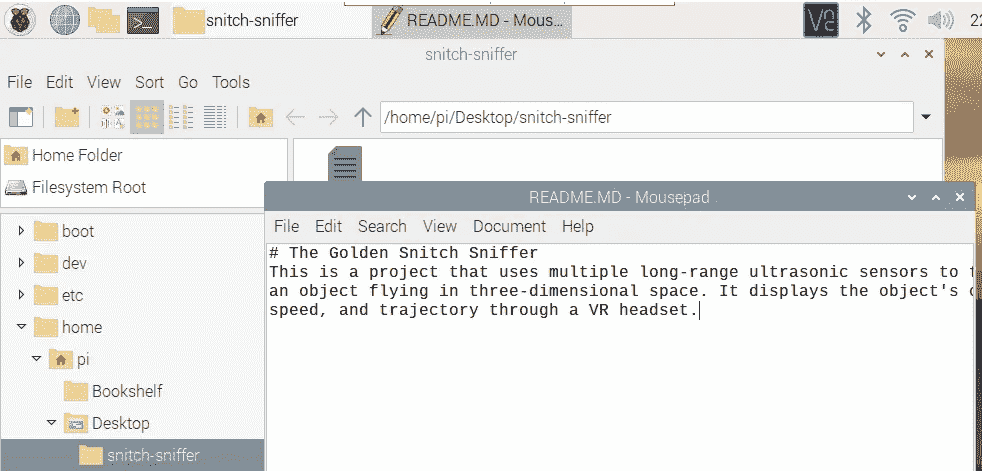 snitch-sniffer
README.MD - Mous...
snitch-sniffer
File Edit View Sort Go Tools
/home/pi/Desktop/snitch-sniffer
Home Folder
Filesystem Root
boot
dev
etc
home
pi
Bookshelf
Desktop
snitch-sniffer
README.MD - Mousepad
File Edit Search View Document Help
# The Golden Snitch Sniffer
This is a project that uses multiple long-range ultrasonic sensors to
an object flying in three-dimensional space. It displays the object's
speed, and trajectory through a VR headset.